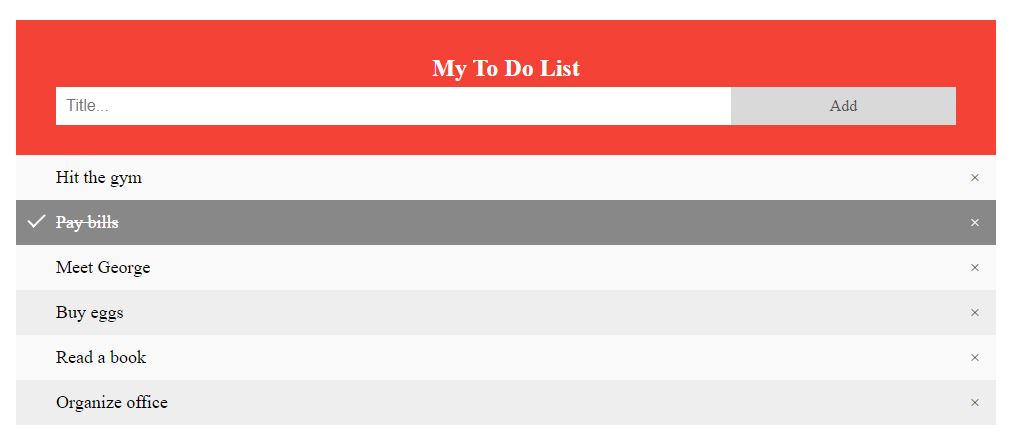 My To Do List
Title... Add
Hit the gym ×
Pay bills ×
Meet George ×
Buy eggs ×
Read a book ×
Organize office ×